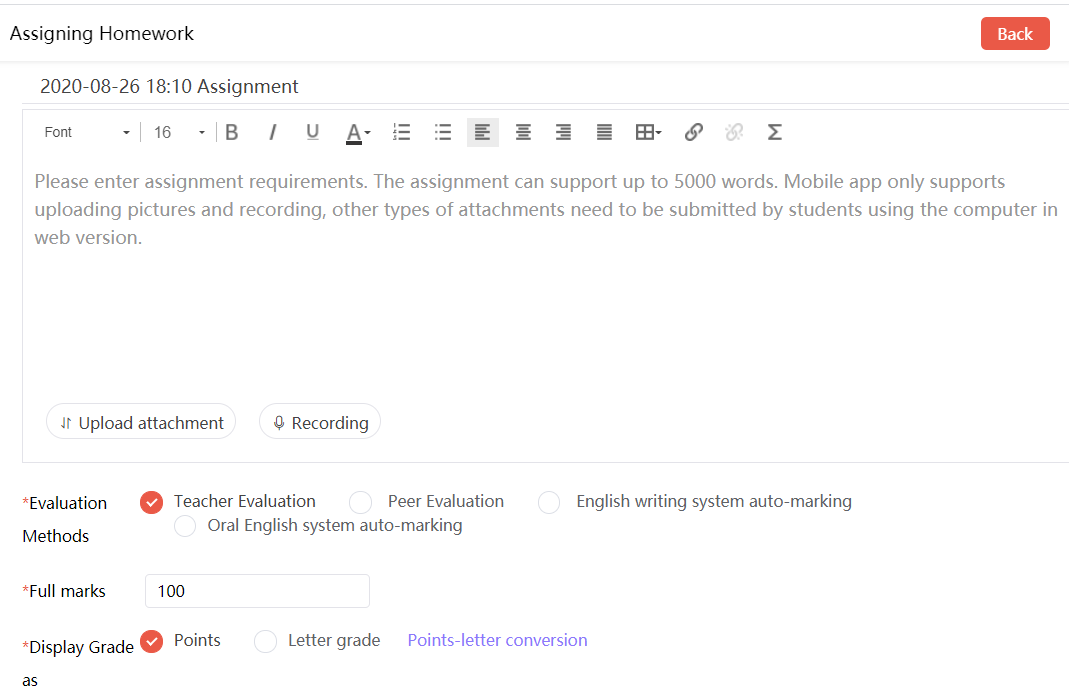 Assigning Homework Back
2020-08-26 18:10 Assignment
Font 16 B I U A Σ
Please enter assignment requirements. The assignment can support up to 5000 words. Mobile app only supports
uploading pictures and recording, other types of attachments need to be submitted by students using the computer in
web version.
Upload attachment Recording
*Evaluation Methods
Teacher Evaluation Peer Evaluation English writing system auto-marking
Oral English system auto-marking
*Full marks 100
*Display Grade as
Points Letter grade Points-letter conversion